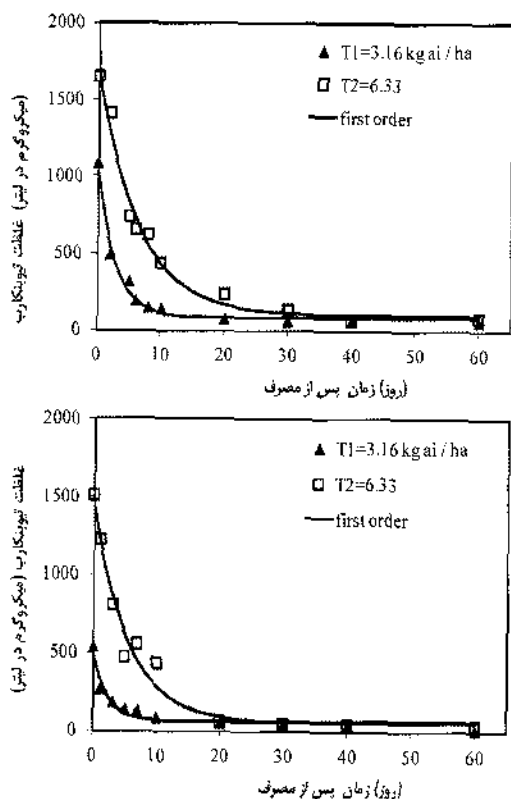 2000
1500
1000
500
0
غلظت تیوبنکارب (میکروگرم در لیتر)
▲ T1=3.16 kg ai / ha
□ T2=6.33
first order
0 10 20 30 40 50 60
زمان پس از مصرف (روز)
2000
1500
1000
500
0
غلظت تیوبنکارب (میکروگرم در لیتر)
▲ T1=3.16 kg ai / ha
□ T2=6.33
first order
0 10 20 30 40 50 60
زمان پس از مصرف (روز)